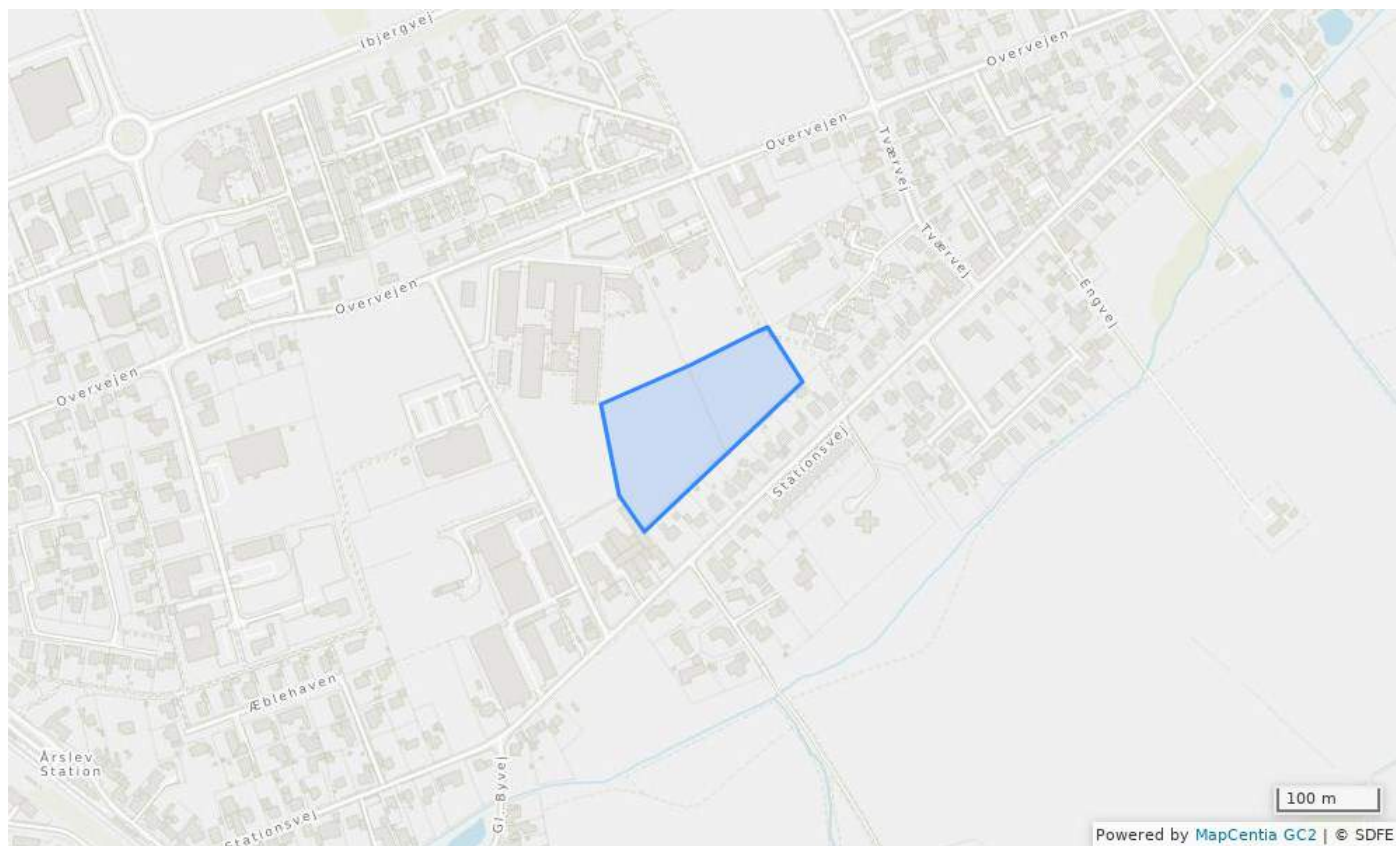 Ibjergvej
Overvejen
Overvejen
Tværvej
Tværvej
Engvej
Overvejen
Overvejen
Stationsvej
Æblehaven
Årslev
Station
Gl. Byvej
Stationsvej
100 m
Powered by MapCentia GC2 | © SDFE